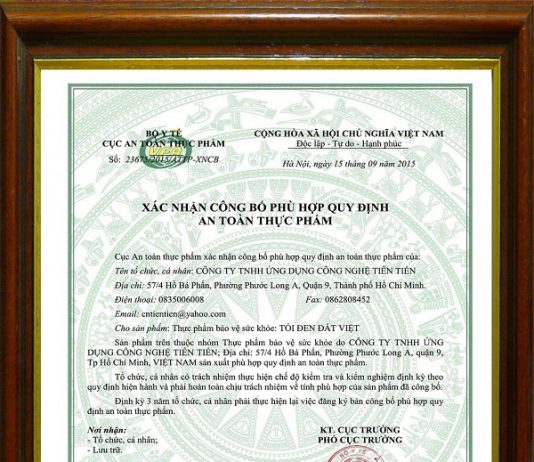 BỘ Y TẾ
CỤC AN TOÀN THỰC PHẨM
Số: 23675/2015/ATTP-XNCB
CỘNG HÒA XÃ HỘI CHỦ NGHĨA VIỆT NAM
Độc lập - Tự do - Hạnh phúc
Hà Nội, ngày 15 tháng 09 năm 2015
XÁC NHẬN CÔNG BỐ PHÙ HỢP QUY ĐỊNH
AN TOÀN THỰC PHẨM
Cục An toàn thực phẩm xác nhận công bố phù hợp quy định an toàn thực phẩm của:
Tên tổ chức, cá nhân: CÔNG TY TNHH ỨNG DỤNG CÔNG NGHỆ TIÊN TIẾN
Địa chỉ: 57/4 Hồ Bá Phấn, Phường Phước Long A, Quận 9, Thành phố Hồ Chí Minh.
Điện thoại: 0835006008 Fax: 0862808452
Email: cntientien@yahoo.com
Cho sản phẩm: Thực phẩm bảo vệ sức khỏe: TỎI ĐEN ĐẤT VIỆT
Sản phẩm trên thuộc nhóm Thực phẩm bảo vệ sức khỏe do CÔNG TY TNHH ỨNG
DỤNG CÔNG NGHỆ TIÊN TIẾN; Địa chỉ: 57/4 Hồ Bá Phấn, Phường Phước Long A, quận 9,
Tp Hồ Chí Minh, VIỆT NAM sản xuất phù hợp quy định an toàn thực phẩm.
Tổ chức, cá nhân có trách nhiệm thực hiện chế độ kiểm tra và kiểm nghiệm định kỳ theo
quy định hiện hành và phải hoàn toàn chịu trách nhiệm về tính phù hợp của sản phẩm đã công bố.
Định kỳ 3 năm tổ chức, cá nhân phải thực hiện lại việc đăng ký bản công bố phù hợp quy
định an toàn thực phẩm.
Nơi nhận:
- Tổ chức, cá nhân;
- Lưu trữ.
KT. CỤC TRƯỞNG
PHÓ CỤC TRƯỞNG
BỘ Y TẾ